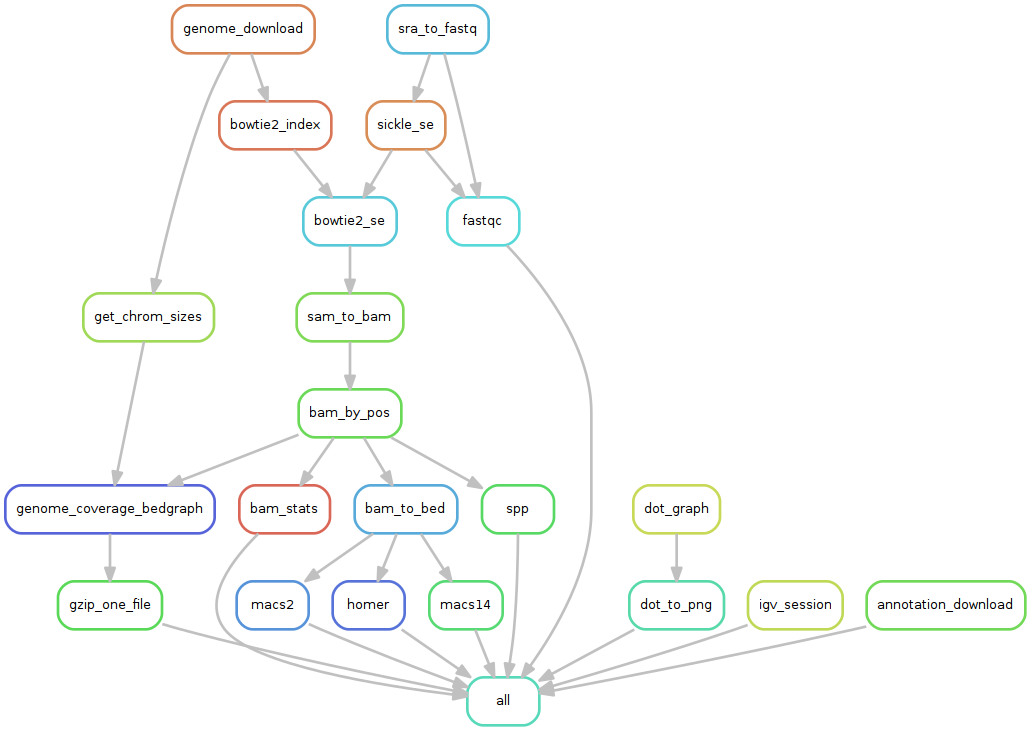 genome_download
sra_to_fastq
bowtie2_index
sickle_se
bowtie2_se
fastqc
get_chrom_sizes
sam_to_bam
bam_by_pos
genome_coverage_bedgraph
bam_stats
bam_to_bed
spp
dot_graph
gzip_one_file
macs2
homer
macs14
dot_to_png
igv_session
annotation_download
all